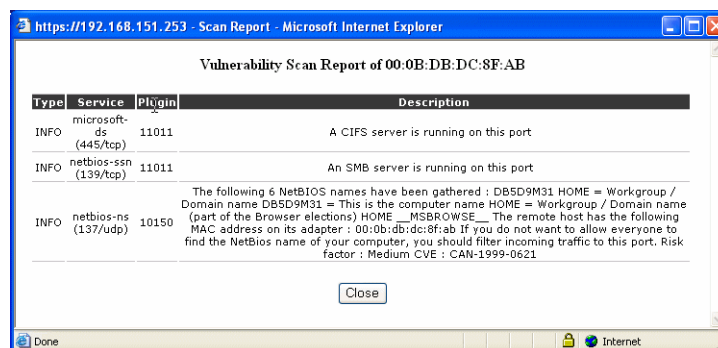 https://192.168.151.253 - Scan Report - Microsoft Internet Explorer
Vulnerability Scan Report of 00:0B:DB:DC:8F:AB
Type Service Plugin Description
INFO microsoft-ds (445/tcp) 11011 A CIFS server is running on this port
INFO netbios-ssn (139/tcp) 11011 An SMB server is running on this port
INFO netbios-ns (137/udp) 10150 The following 6 NetBIOS names have been gathered : DB5D9M31 HOME = Workgroup /
Domain name DB5D9M31 = This is the computer name HOME = Workgroup / Domain name
(part of the Browser elections) HOME __MSBROWSE__ The remote host has the following
MAC address on its adapter : 00:0b:db:dc:8f:ab If you do not want to allow everyone to
find the NetBios name of your computer, you should filter incoming traffic to this port. Risk
factor : Medium CVE : CAN-1999-0621
Close
Done Internet